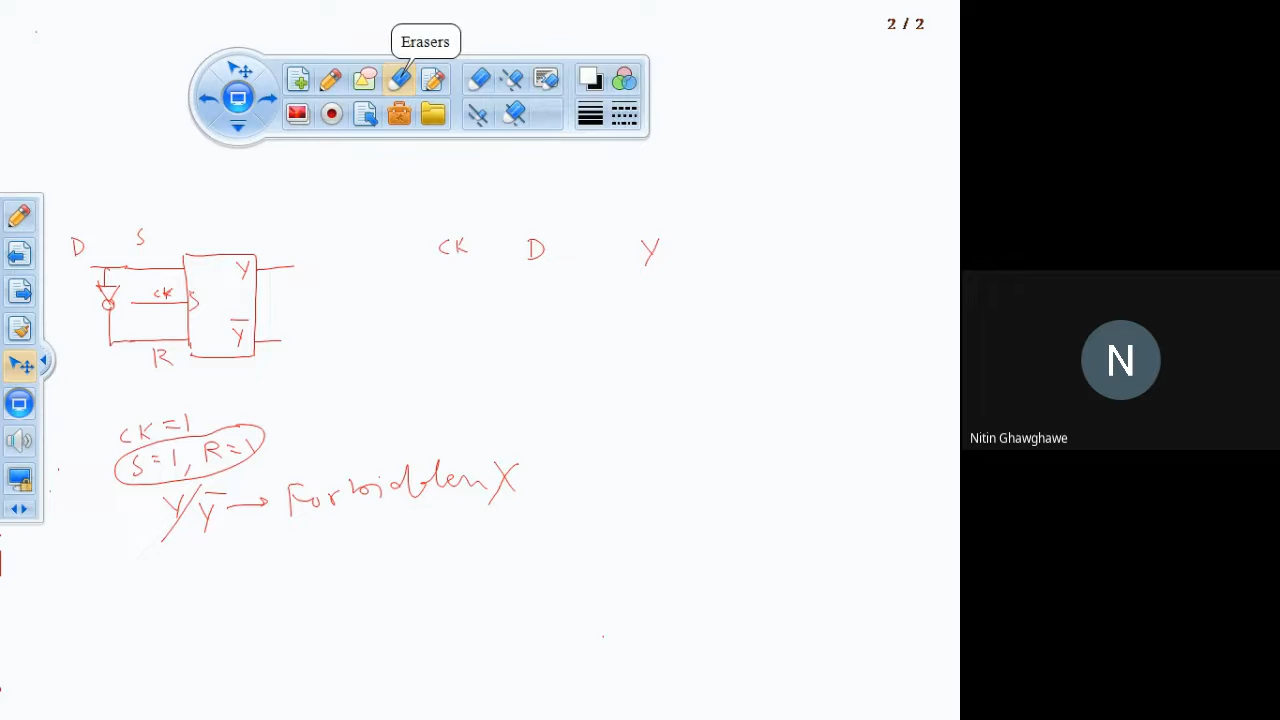 2 / 2
Erasers
D S CK D Y
Y
CK
Y̅
R
CK = 1
S = 1, R = 1
Y/Y̅ → Forbidden X
N
Nitin Ghawghawe